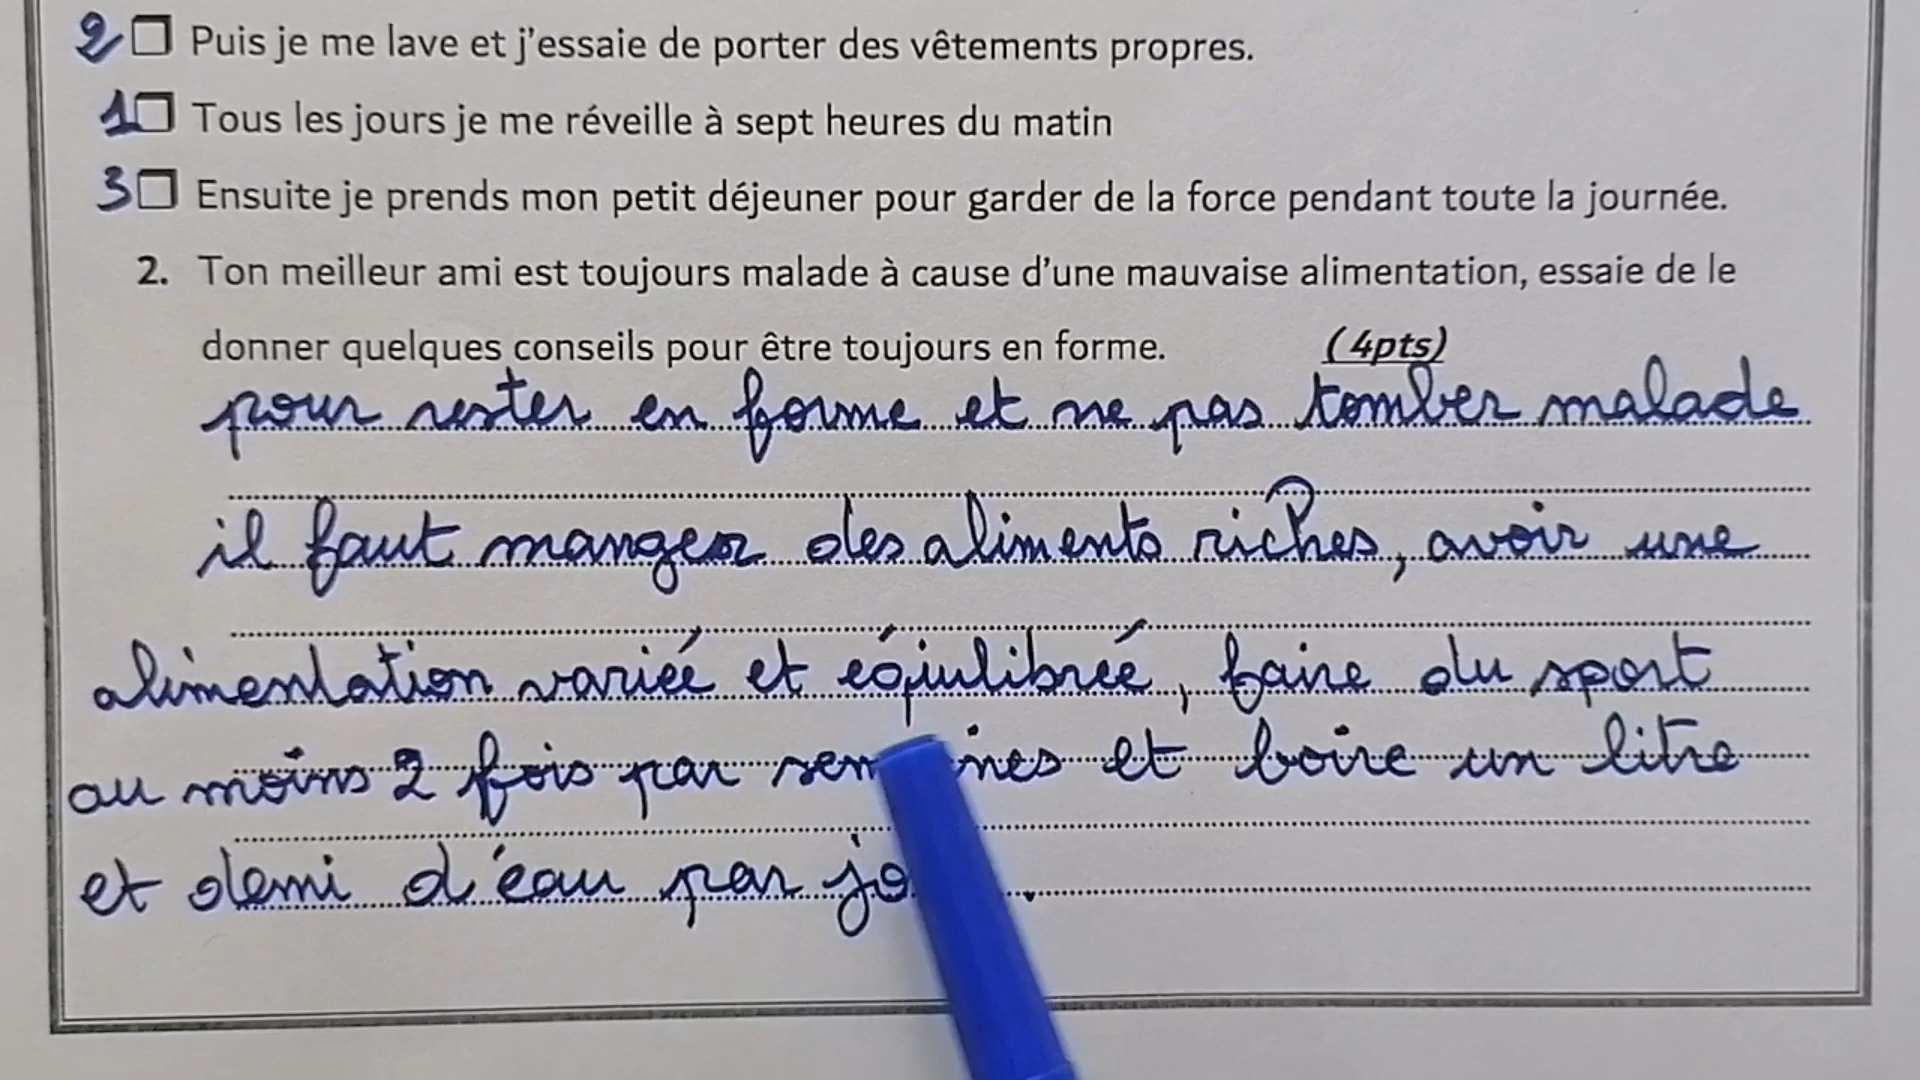 2 Puis je me lave et j'essaie de porter des vêtements propres.
1 Tous les jours je me réveille à sept heures du matin
3 Ensuite je prends mon petit déjeuner pour garder de la force pendant toute la journée.
2. Ton meilleur ami est toujours malade à cause d'une mauvaise alimentation, essaie de le
donner quelques conseils pour être toujours en forme. (4pts)
pour rester en forme et ne pas tomber malade
il faut manger des aliments riches, avoir une
alimentation variée et éqiulibreé, faire du sport
au moins 2 fois par et boire un litre
et demi d'éau par